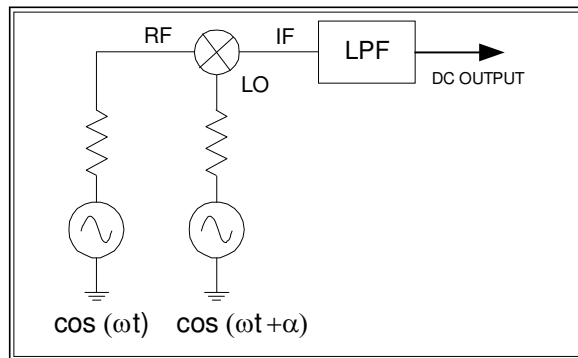 RF
IF
LPF
LO
DC OUTPUT
cos (ωt)
cos (ωt+α)